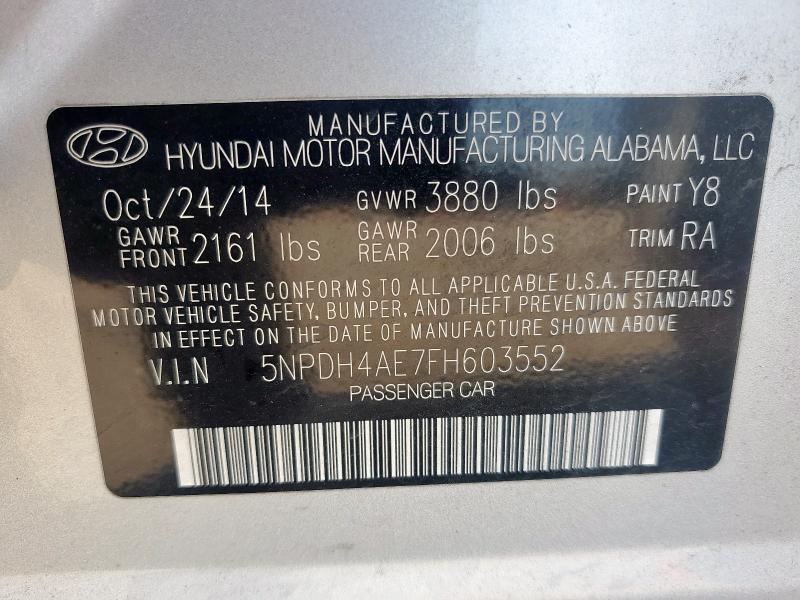 MANUFACTURED BY
HYUNDAI MOTOR MANUFACTURING ALABAMA, LLC
Oct/24/14 GVWR 3880 lbs PAINT Y8
GAWR FRONT 2161 lbs GAWR REAR 2006 lbs TRIM RA
THIS VEHICLE CONFORMS TO ALL APPLICABLE U.S.A. FEDERAL
MOTOR VEHICLE SAFETY, BUMPER, AND THEFT PREVENTION STANDARDS
IN EFFECT ON THE DATE OF MANUFACTURE SHOWN ABOVE
V.I.N 5NPDH4AE7FH603552
PASSENGER CAR